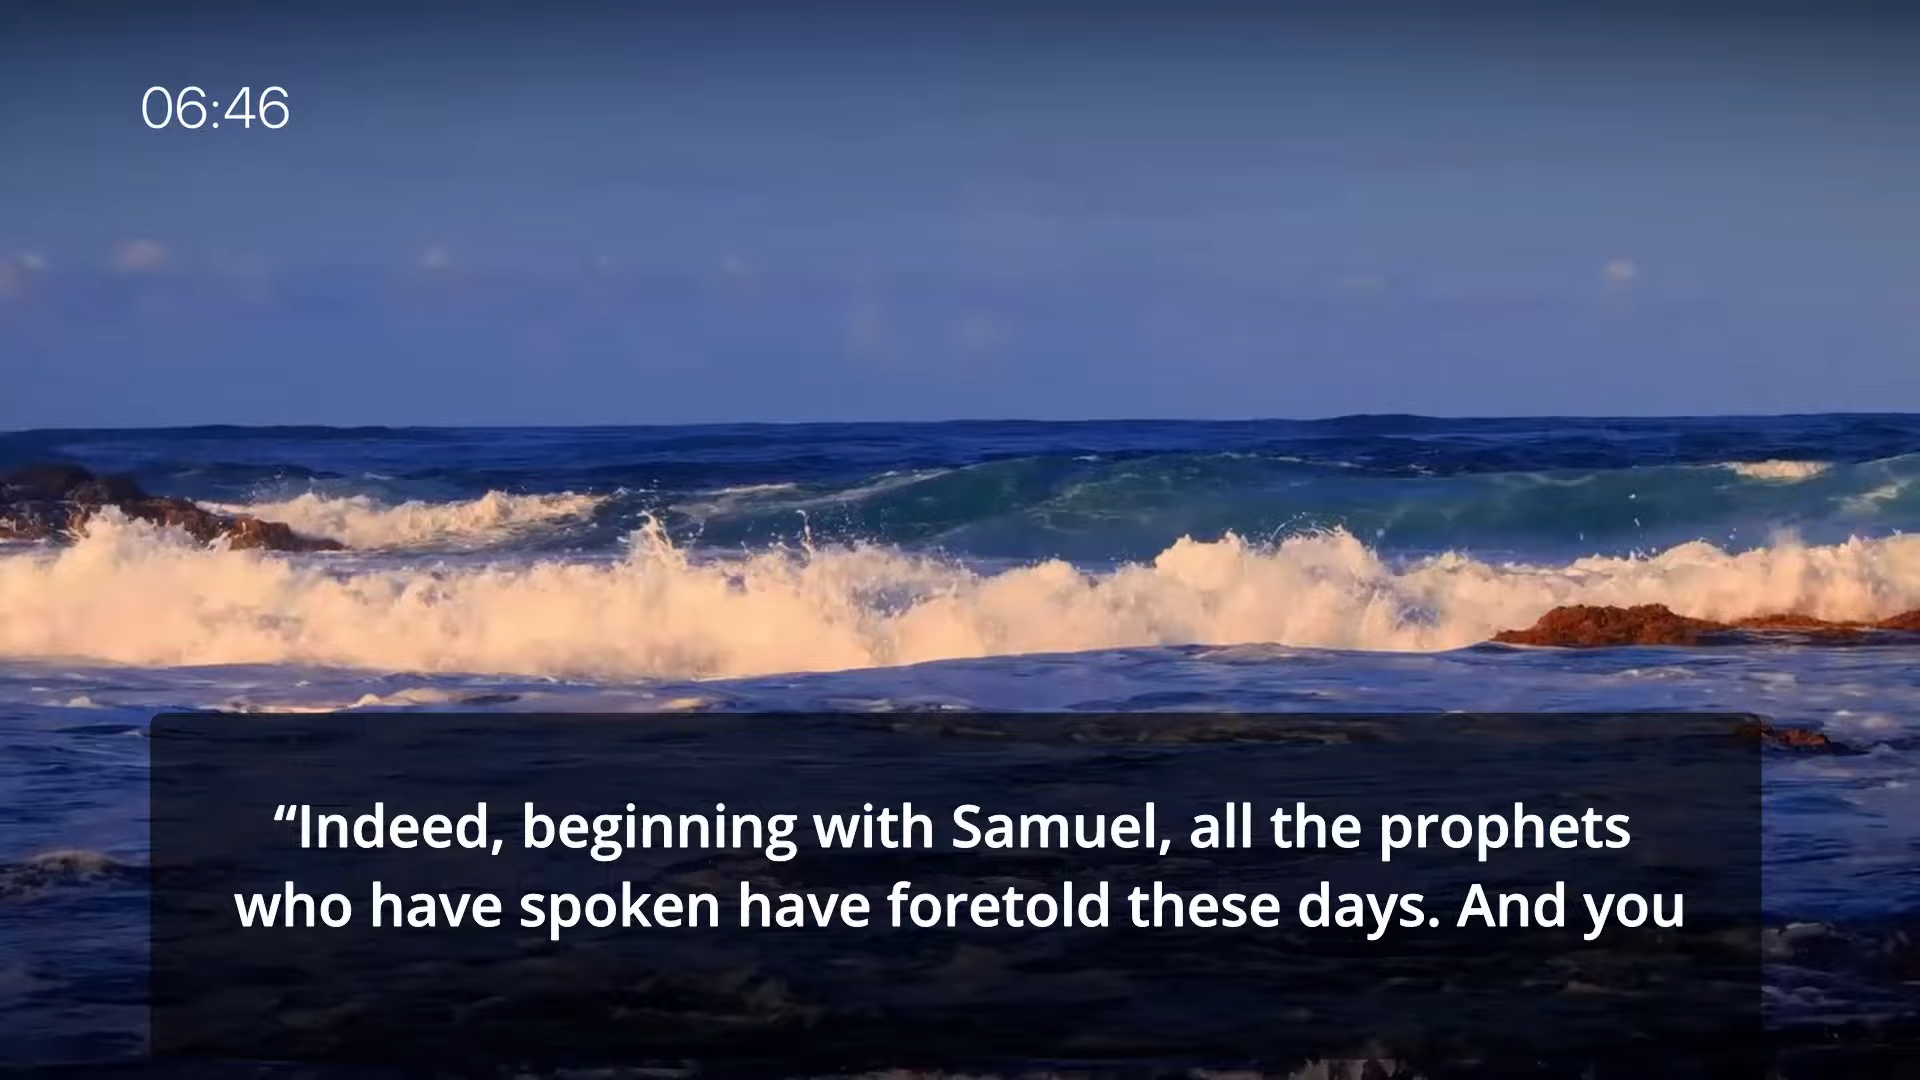 06:46
“Indeed, beginning with Samuel, all the prophets
who have spoken have foretold these days. And you